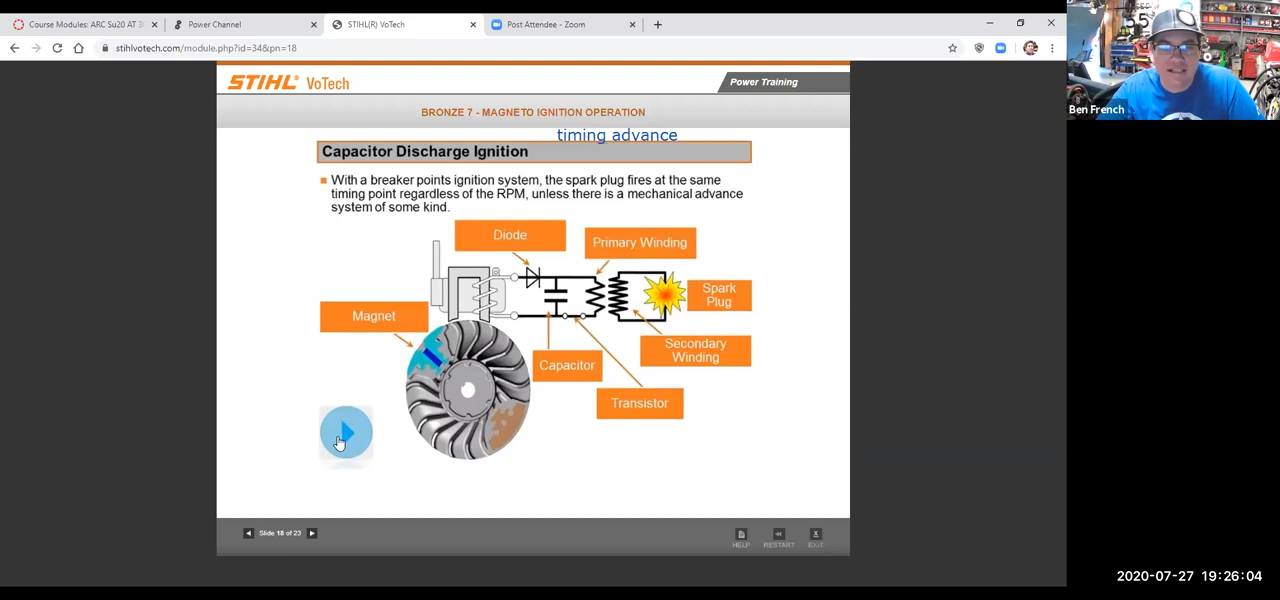 Course Modules: ARC Su20 AT 3
Power Channel
STIHL(R) VoTech
Post Attendee - Zoom
stihlvotech.com/module.php?id=34&pn=18
Ben French
STIHL VoTech
Power Training
BRONZE 7 - MAGNETO IGNITION OPERATION
timing advance
Capacitor Discharge Ignition
With a breaker points ignition system, the spark plug fires at the same
timing point regardless of the RPM, unless there is a mechanical advance
system of some kind.
Diode
Primary Winding
Spark
Plug
Magnet
Secondary
Winding
Capacitor
Transistor
Slide 18 of 23
HELP
RESTART
EXIT
2020-07-27 19:26:04